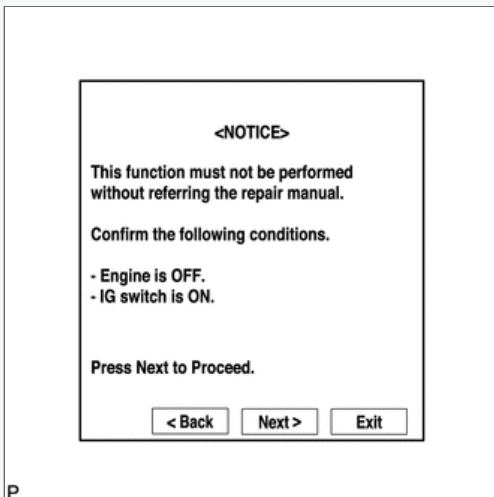 <NOTICE>
This function must not be performed
without referring the repair manual.
Confirm the following conditions.
- Engine is OFF.
- IG switch is ON.
Press Next to Proceed.
< Back Next > Exit
P